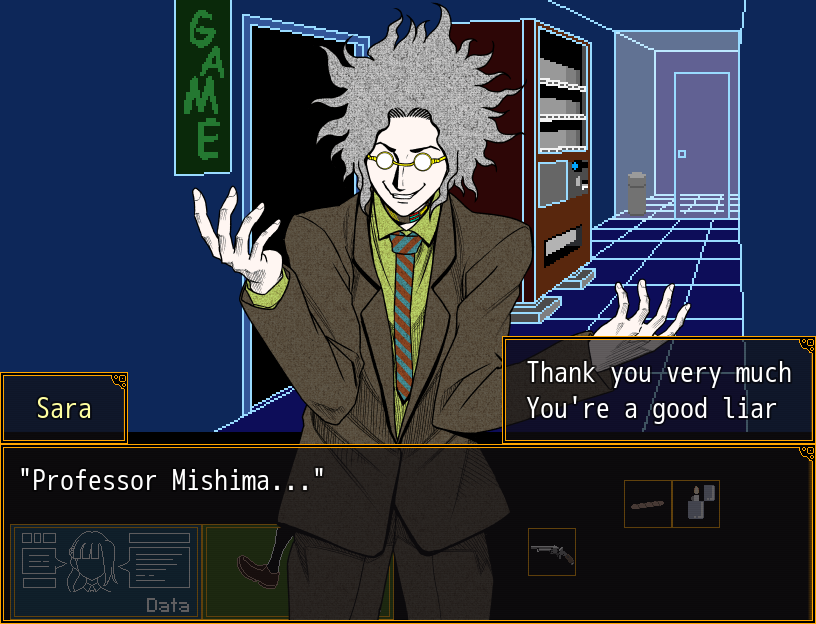 GAME
Thank you very much
You're a good liar
Sara
"Professor Mishima..."
Data